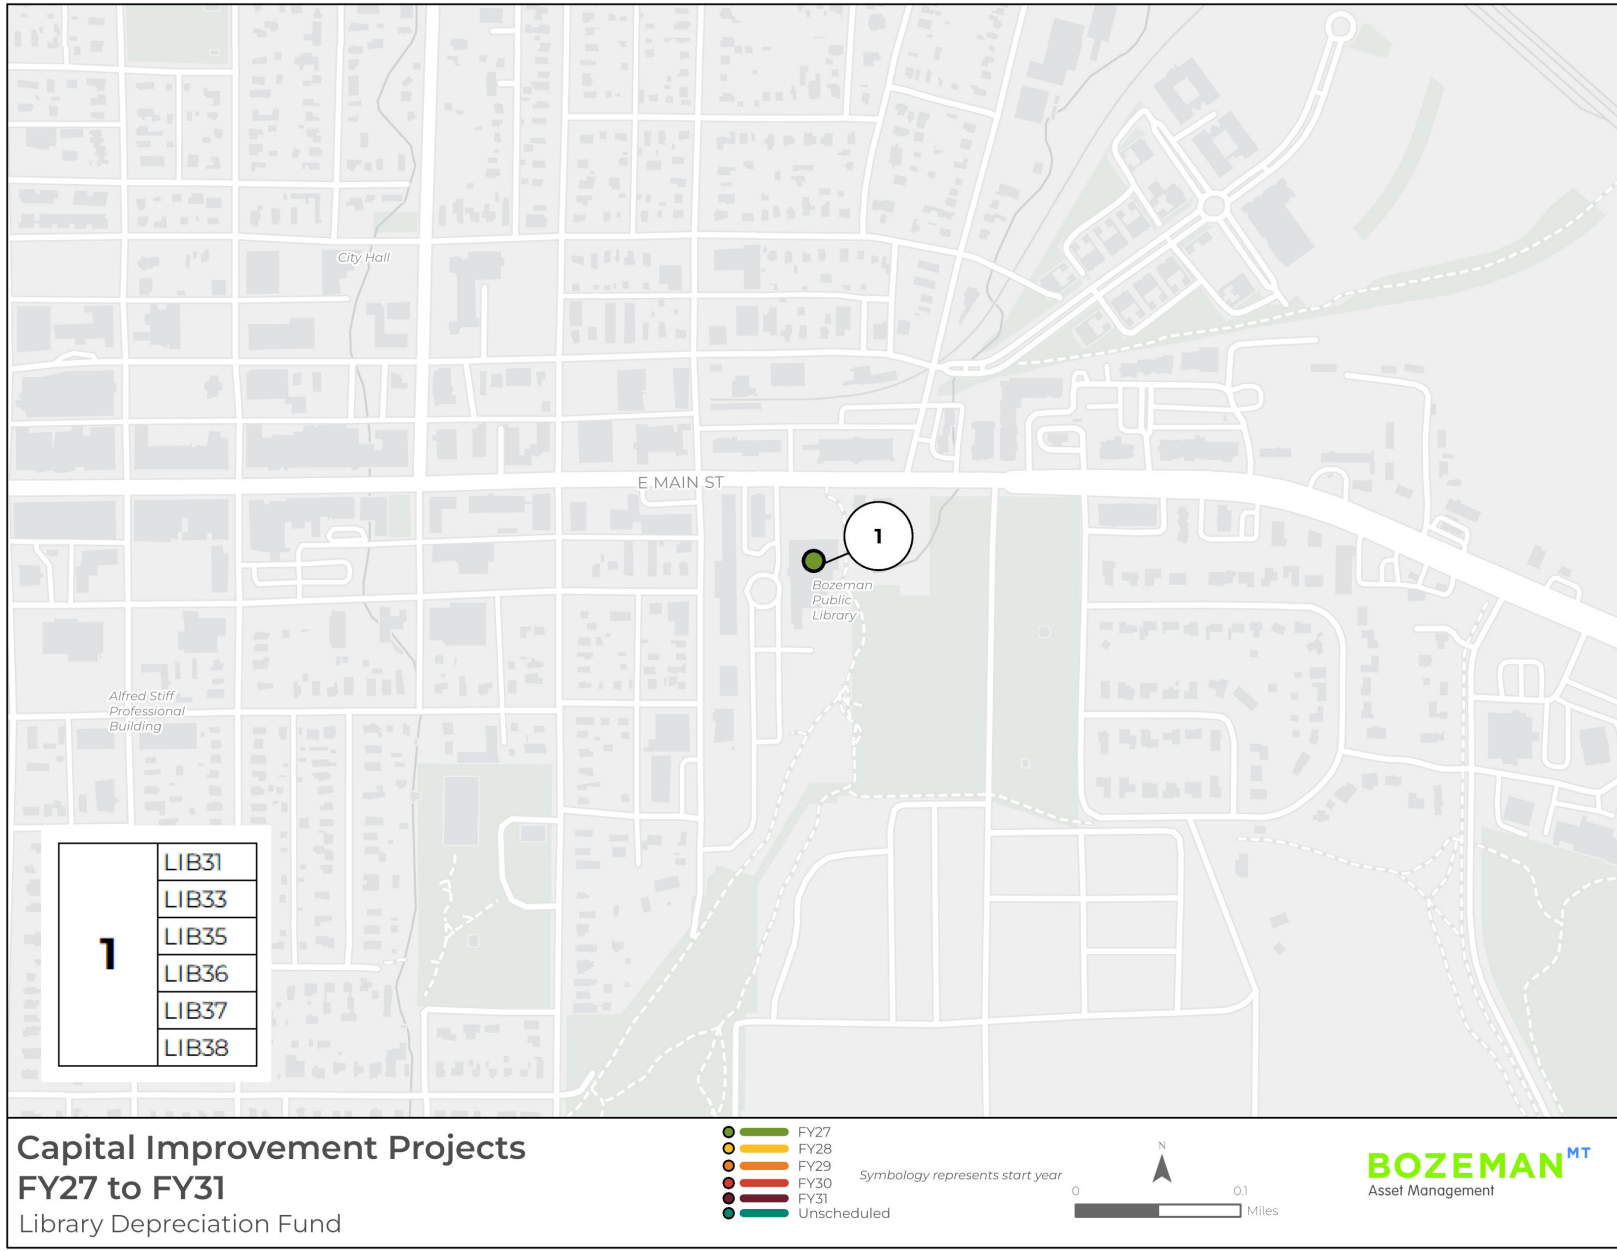 City Hall
E MAIN ST
1
Bozeman
Public
Library
Alfred Stiff
Professional
Building
1
LIB31
LIB33
LIB35
LIB36
LIB37
LIB38
Capital Improvement Projects
FY27 to FY31
Library Depreciation Fund
FY27
FY28
FY29
FY30
FY31
Unscheduled
Symbology represents start year
N
0 0.1
Miles
BOZEMAN MT
Asset Management